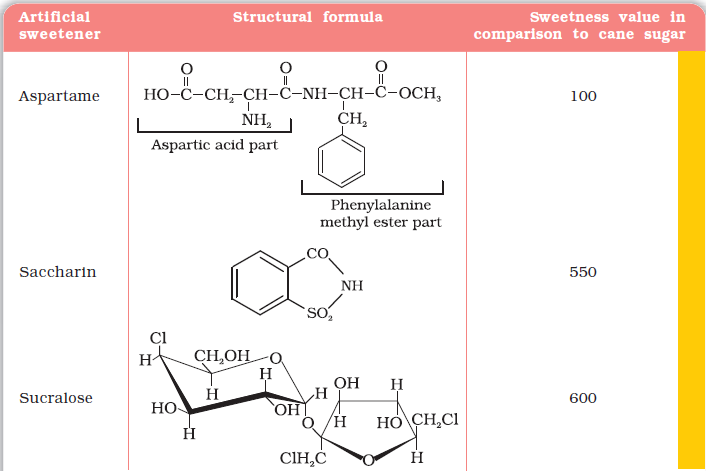 Artificial sweetener
Structural formula
Sweetness value in comparison to cane sugar
Aspartame
O O O
HO–C–CH₂–CH–C–NH–CH–C–OCH₃
NH₂ CH₂
Aspartic acid part
Phenylalanine
methyl ester part
100
Saccharin
CO
NH
SO₂
550
Sucralose
Cl
H CH₂OH O
H
H H OH H
HO OH O H HO CH₂Cl
H
ClH₂C O H
600